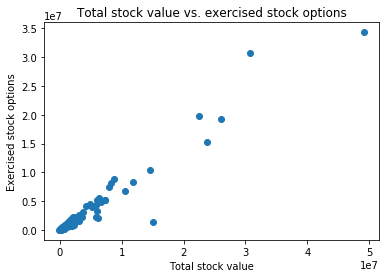 Total stock value vs. exercised stock options
1e7
3.5
3.0
2.5
2.0
1.5
1.0
0.5
0.0
Exercised stock options
0
1
2
3
4
5
1e7
Total stock value